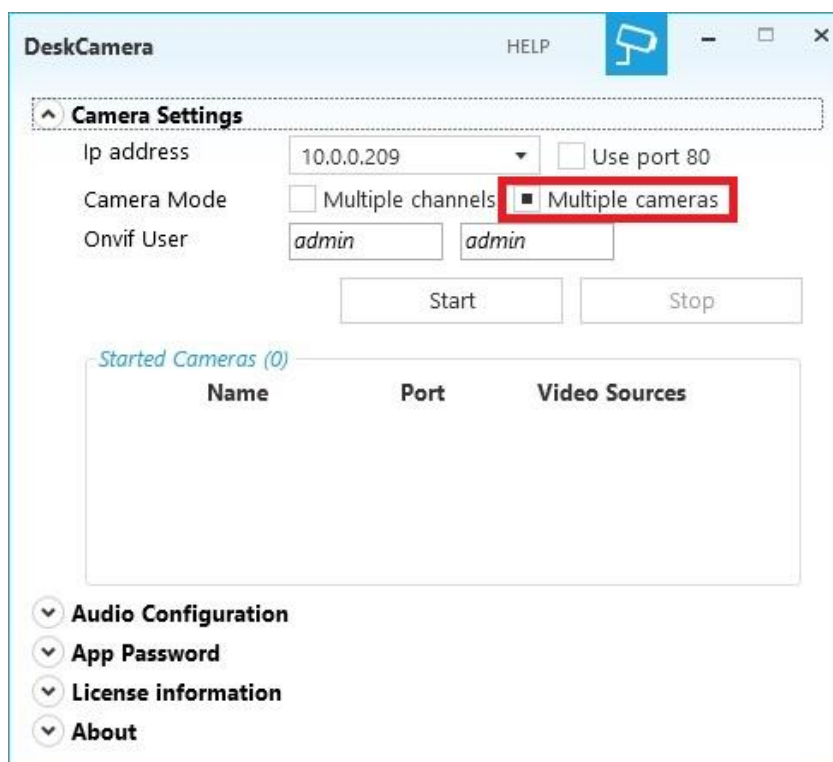 DeskCamera HELP
Camera Settings
Ip address 10.0.0.209 Use port 80
Camera Mode Multiple channels Multiple cameras
Onvif User admin admin
Start Stop
Started Cameras (0)
Name Port Video Sources
Audio Configuration
App Password
License information
About